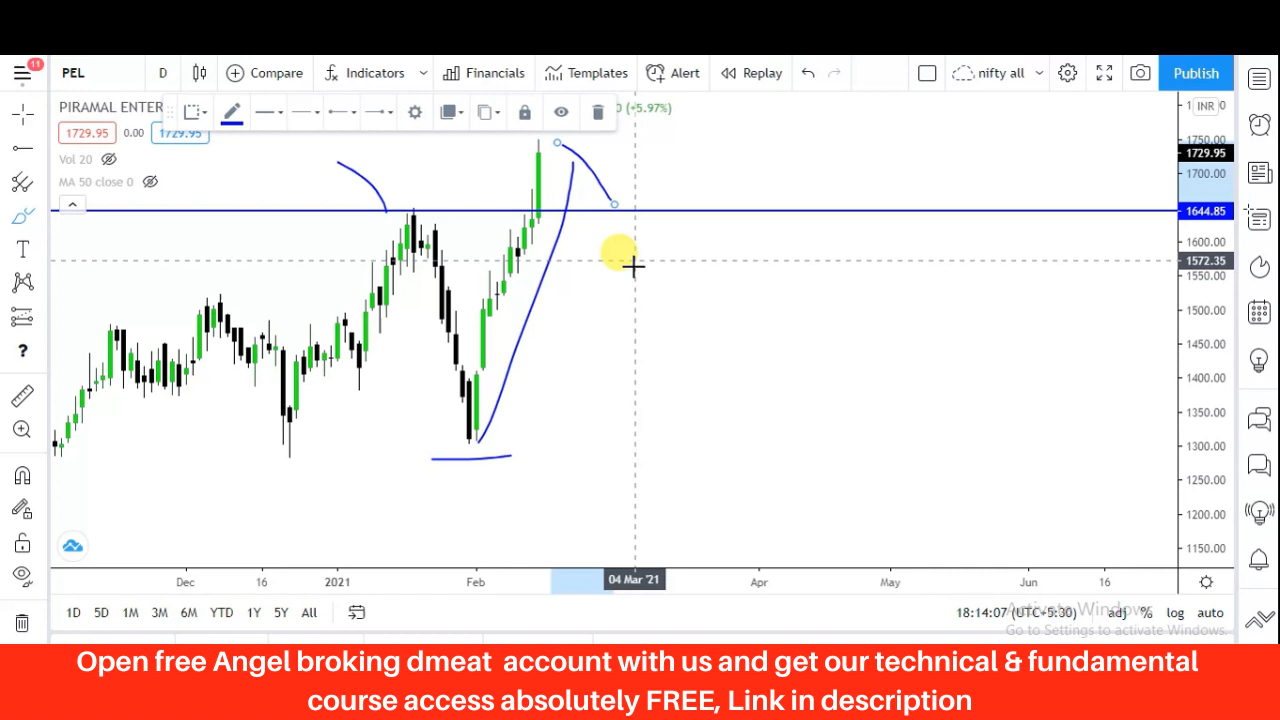 11
PEL D Compare Indicators Financials Templates Alert Replay nifty all Publish
PIRAMAL ENTER 0 (+5.97%) INR 0
1729.95 0.00 1729.95
Vol 20
MA 50 close 0
1750.00
1729.95
1700.00
1644.85
1600.00
1572.35
1550.00
1500.00
1450.00
1400.00
1350.00
1300.00
1250.00
1200.00
1150.00
Dec 16 2021 Feb 04 Mar '21 Apr May Jun 16
1D 5D 1M 3M 6M YTD 1Y 5Y All 18:14:07 (UTC+5:30) adj % log auto
Activate Windows
Go to Settings to activate Windows.
Open free Angel broking dmeat account with us and get our technical & fundamental
course access absolutely FREE, Link in description